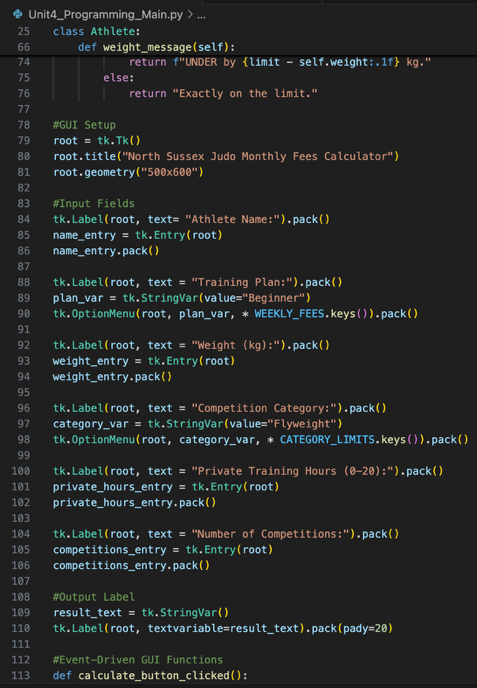 Unit4_Programming_Main.py > ...
25 class Athlete:
66     def weight_message(self):
74             return f"UNDER by {limit - self.weight:.1f} kg."
75         else:
76             return "Exactly on the limit."
77
78 #GUI Setup
79 root = tk.Tk()
80 root.title("North Sussex Judo Monthly Fees Calculator")
81 root.geometry("500x600")
82
83 #Input Fields
84 tk.Label(root, text= "Athlete Name:").pack()
85 name_entry = tk.Entry(root)
86 name_entry.pack()
87
88 tk.Label(root, text = "Training Plan:").pack()
89 plan_var = tk.StringVar(value="Beginner")
90 tk.OptionMenu(root, plan_var, * WEEKLY_FEES.keys()).pack()
91
92 tk.Label(root, text = "Weight (kg):").pack()
93 weight_entry = tk.Entry(root)
94 weight_entry.pack()
95
96 tk.Label(root, text = "Competition Category:").pack()
97 category_var = tk.StringVar(value="Flyweight")
98 tk.OptionMenu(root, category_var, * CATEGORY_LIMITS.keys()).pack()
99
100 tk.Label(root, text = "Private Training Hours (0–20):").pack()
101 private_hours_entry = tk.Entry(root)
102 private_hours_entry.pack()
103
104 tk.Label(root, text = "Number of Competitions:").pack()
105 competitions_entry = tk.Entry(root)
106 competitions_entry.pack()
107
108 #Output Label
109 result_text = tk.StringVar()
110 tk.Label(root, textvariable=result_text).pack(pady=20)
111
112 #Event-Driven GUI Functions
113 def calculate_button_clicked():